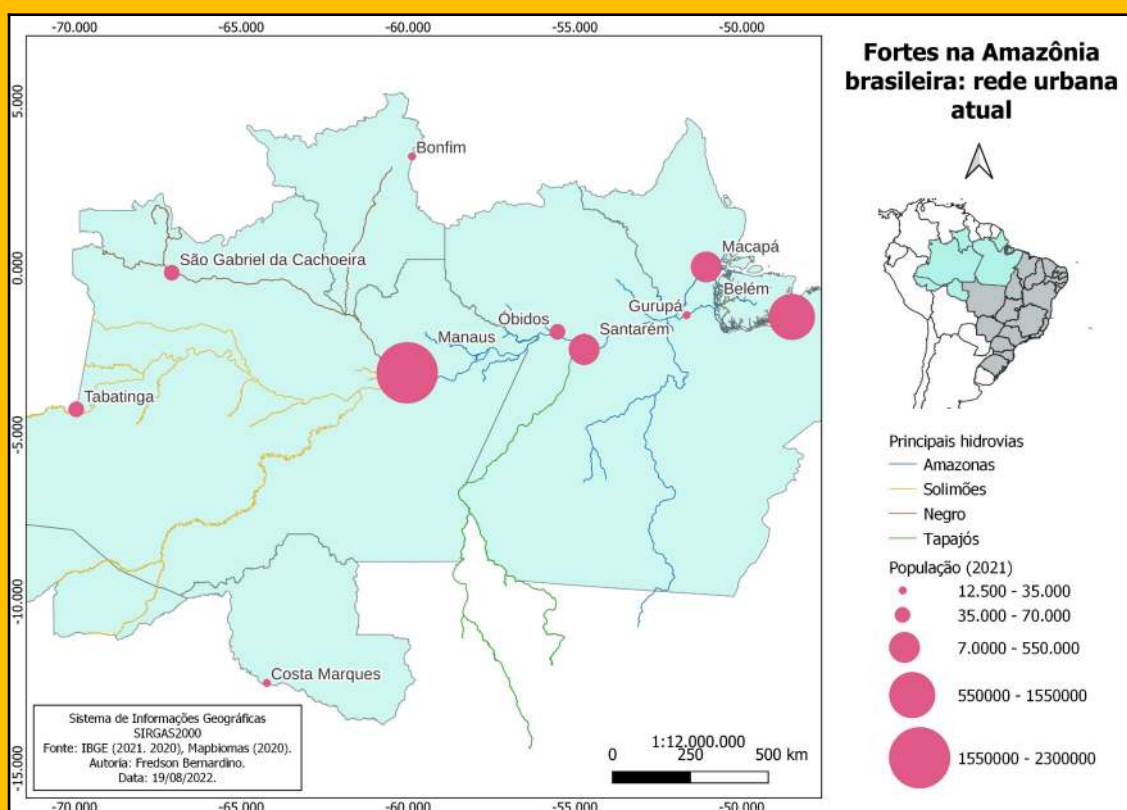 -70.000 -65.000 -60.000 -55.000 -50.000
5.000
0.000
-5.000
-10.000
-15.000
Bonfim
São Gabriel da Cachoeira
Macapá
Belém
Gurupá
Óbidos
Manaus
Santarém
Tabatinga
Costa Marques
Sistema de Informações Geográficas
SIRGAS2000
Fonte: IBGE (2021. 2020), Mapbiomas (2020).
Autoria: Fredson Bernardino.
Data: 19/08/2022.
1:12.000.000
0 250 500 km
-70.000 -65.000 -60.000 -55.000 -50.000
Fortes na Amazônia
brasileira: rede urbana
atual
Principais hidrovias
Amazonas
Solimões
Negro
Tapajós
População (2021)
12.500 - 35.000
35.000 - 70.000
7.0000 - 550.000
550000 - 1550000
1550000 - 2300000